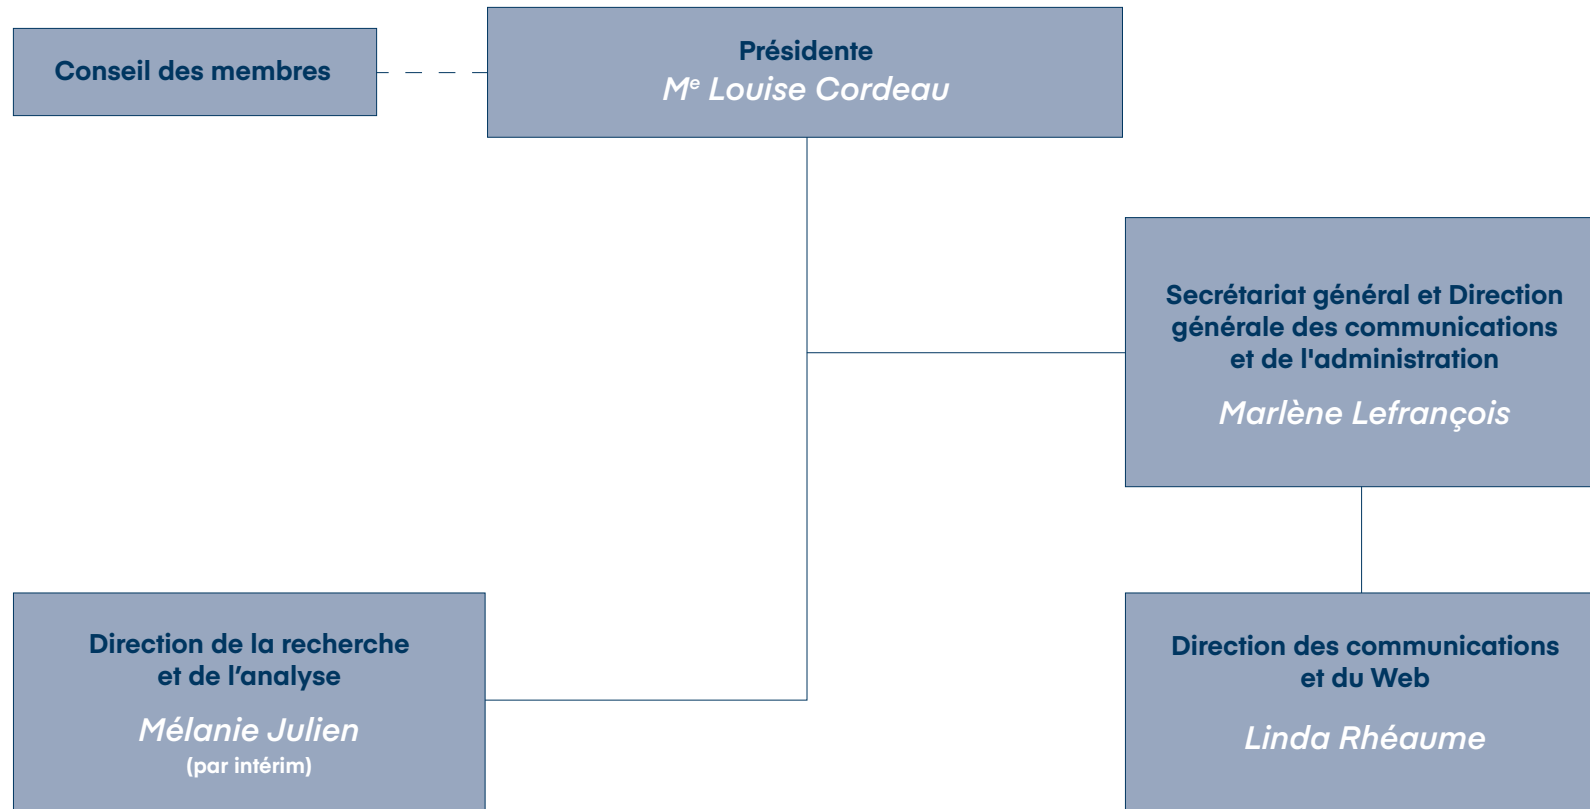 Conseil des membres
Présidente
Me Louise Cordeau
Secrétariat général et Direction
générale des communications
et de l'administration
Marlène Lefrançois
Direction de la recherche
et de l’analyse
Mélanie Julien
(par intérim)
Direction des communications
et du Web
Linda Rhéaume